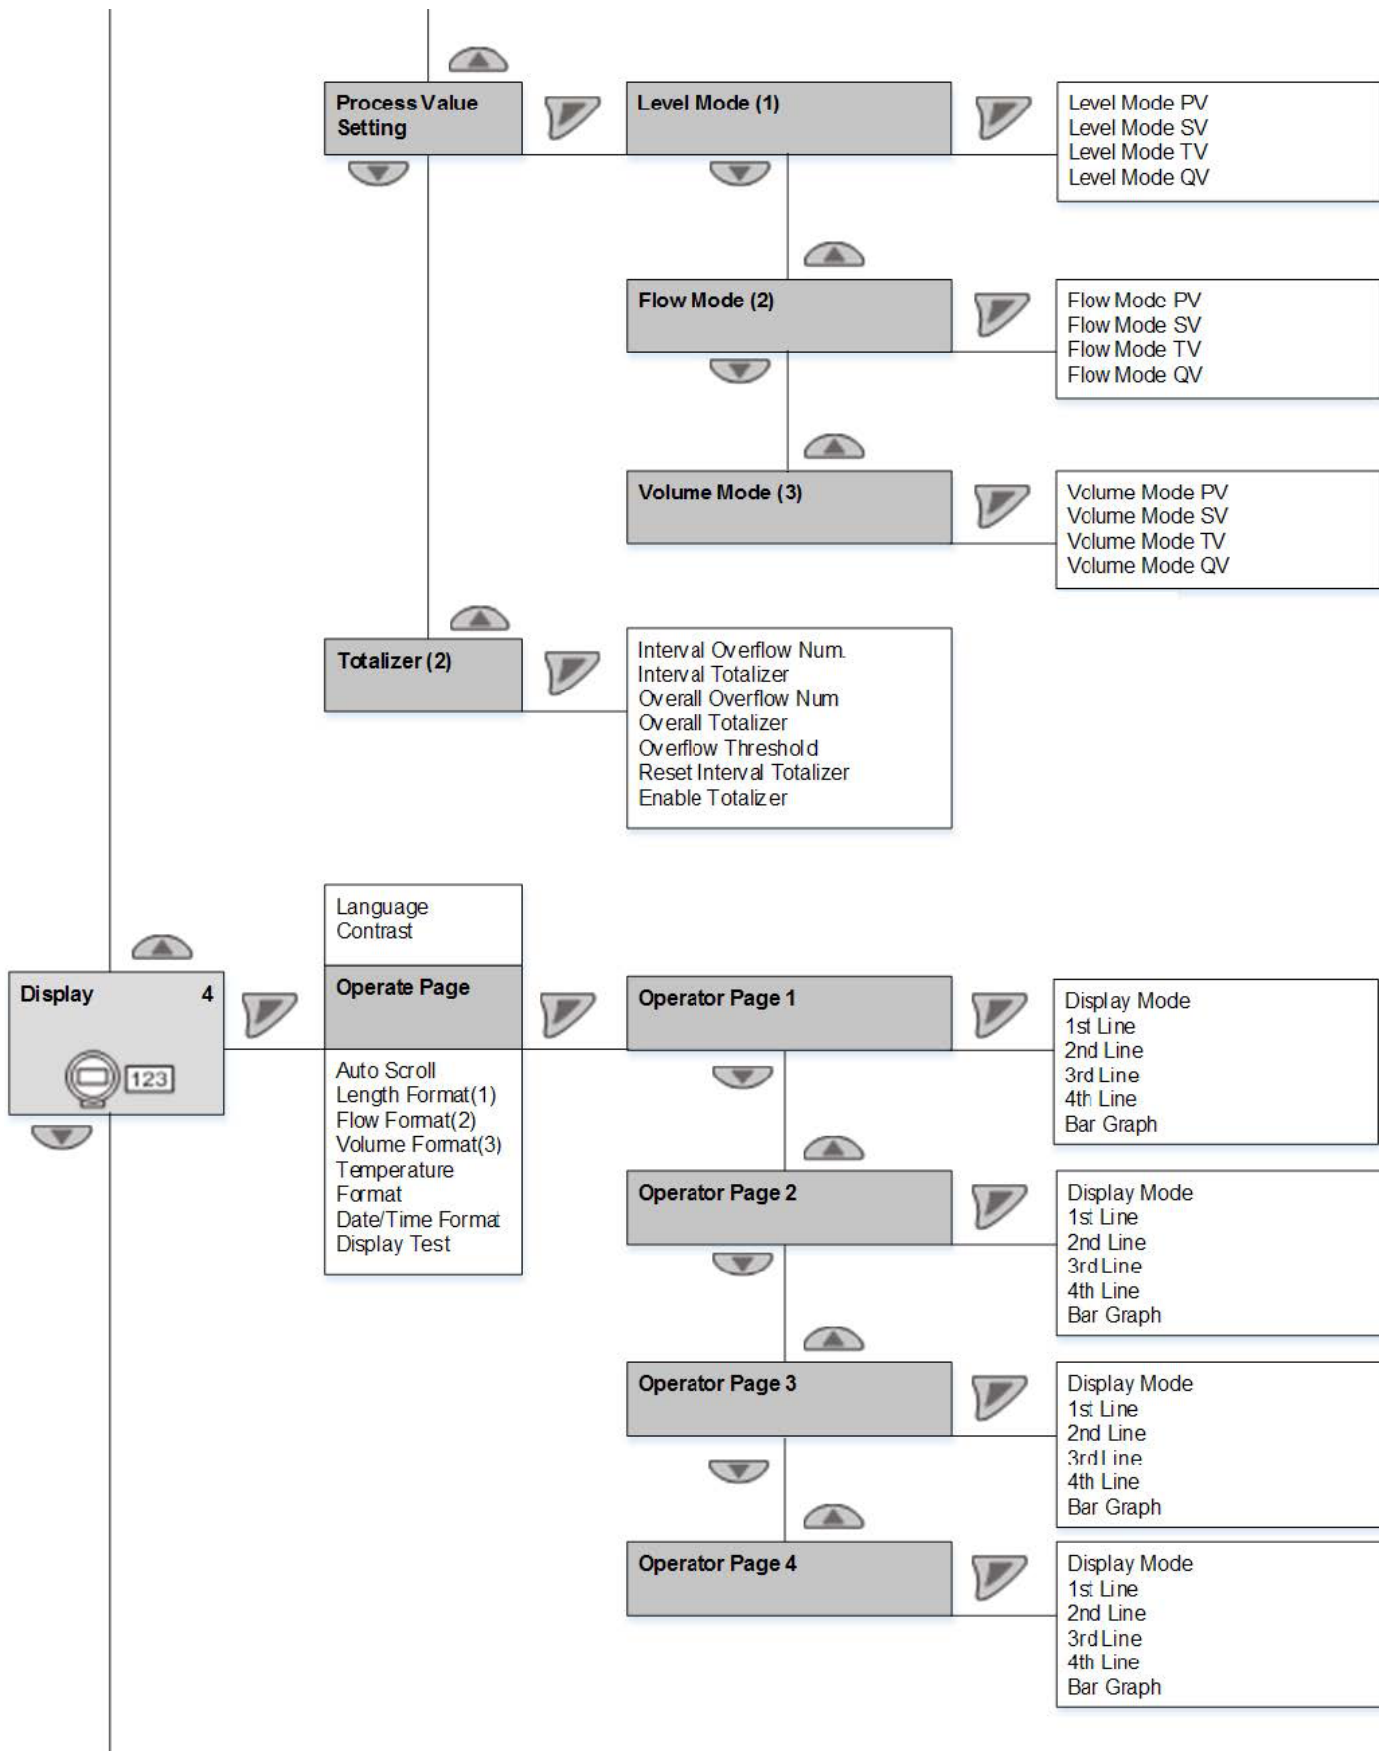 Process Value
Setting
Level Mode (1)
Level Mode PV
Level Mode SV
Level Mode TV
Level Mode QV
Flow Mode (2)
Flow Mode PV
Flow Mode SV
Flow Mode TV
Flow Mode QV
Volume Mode (3)
Volume Mode PV
Volume Mode SV
Volume Mode TV
Volume Mode QV
Totalizer (2)
Interval Overflow Num.
Interval Totalizer
Overall Overflow Num
Overall Totalizer
Overflow Threshold
Reset Interval Totalizer
Enable Totalizer
Display 4
123
Language
Contrast
Operate Page
Auto Scroll
Length Format(1)
Flow Format(2)
Volume Format(3)
Temperature
Format
Date/Time Format
Display Test
Operator Page 1
Display Mode
1st Line
2nd Line
3rd Line
4th Line
Bar Graph
Operator Page 2
Display Mode
1st Line
2nd Line
3rd Line
4th Line
Bar Graph
Operator Page 3
Display Mode
1st Line
2nd Line
3rd Line
4th Line
Bar Graph
Operator Page 4
Display Mode
1st Line
2nd Line
3rd Line
4th Line
Bar Graph